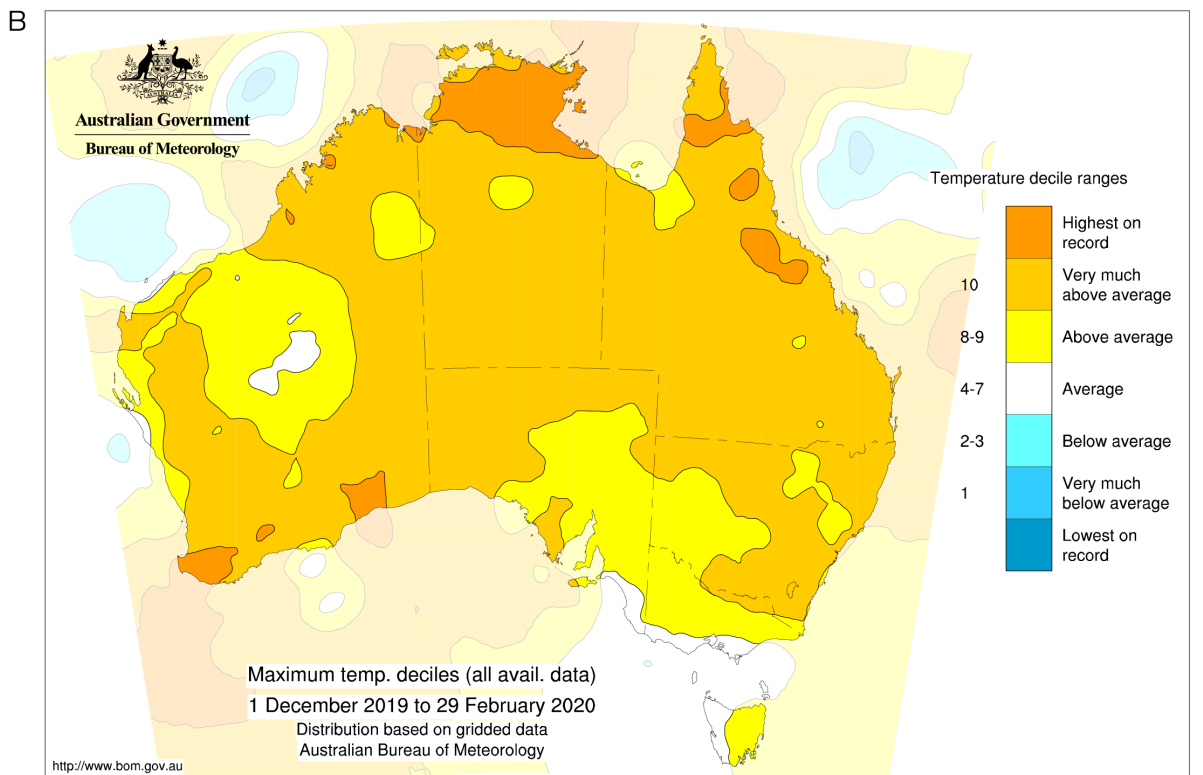 B
AUSTRALIA
Australian Government
Bureau of Meteorology
Temperature decile ranges
Highest on
record
10
Very much
above average
8-9
Above average
4-7
Average
2-3
Below average
1
Very much
below average
Lowest on
record
Maximum temp. deciles (all avail. data)
1 December 2019 to 29 February 2020
Distribution based on gridded data
Australian Bureau of Meteorology
http://www.bom.gov.au